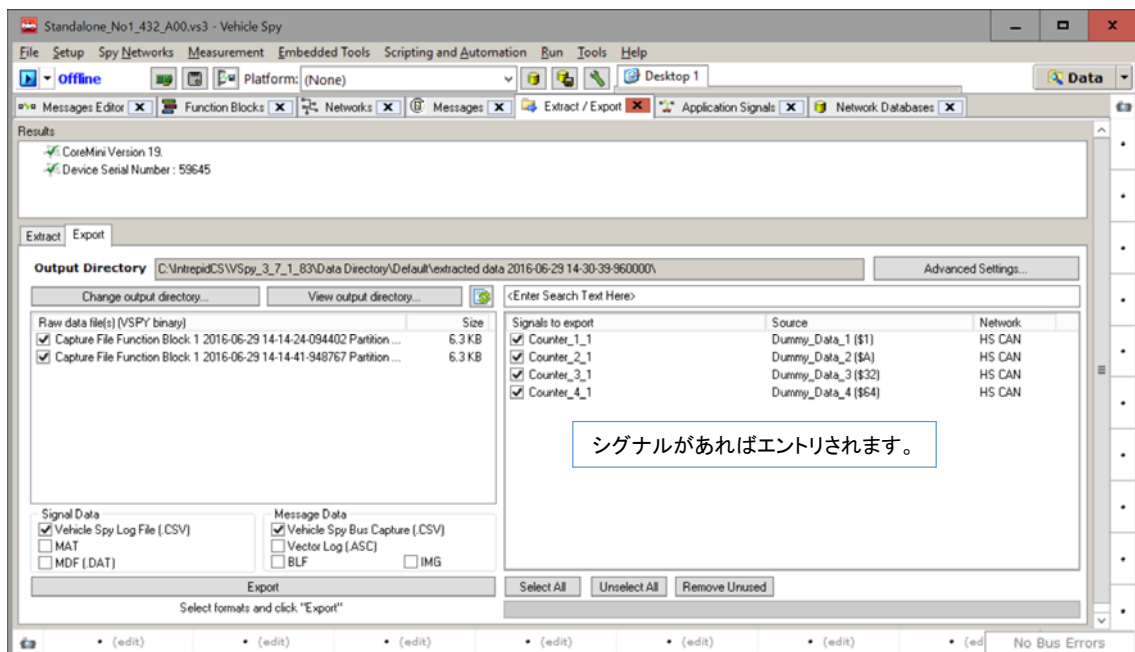 Standalone_No1_432_A00.vs3 - Vehicle Spy
File Setup Spy Networks Measurement Embedded Tools Scripting and Automation Run Tools Help
Offline Platform: (None) Desktop 1 Data
Messages Editor Function Blocks Networks Messages Extract / Export Application Signals Network Databases
Results
CoreMini Version 19.
Device Serial Number : 59645
Extract Export
Output Directory C:\IntrepidCS\VSpy_3_7_1_83\Data Directory\Default\extracted data 2016-06-29 14-30-39-960000\ Advanced Settings...
Change output directory... View output directory... <Enter Search Text Here>
Raw data file(s) (VSPY binary) Size Signals to export Source Network
Capture File Function Block 1 2016-06-29 14-14-24-094402 Partition ... 6.3 KB Counter_1_1 Dummy_Data_1 ($1) HS CAN
Capture File Function Block 1 2016-06-29 14-14-41-948767 Partition ... 6.3 KB Counter_2_1 Dummy_Data_2 ($A) HS CAN
Counter_3_1 Dummy_Data_3 ($32) HS CAN
Counter_4_1 Dummy_Data_4 ($64) HS CAN
シグナルがあればエントリされます。
Signal Data Message Data
Vehicle Spy Log File (.CSV) Vehicle Spy Bus Capture (.CSV)
MAT Vector Log (.ASC)
MDF (.DAT) BLF IMG
Export Select All Unselect All Remove Unused
Select formats and click "Export"
(edit) (edit) (edit) (edit) (edit) (edit) (ed No Bus Errors